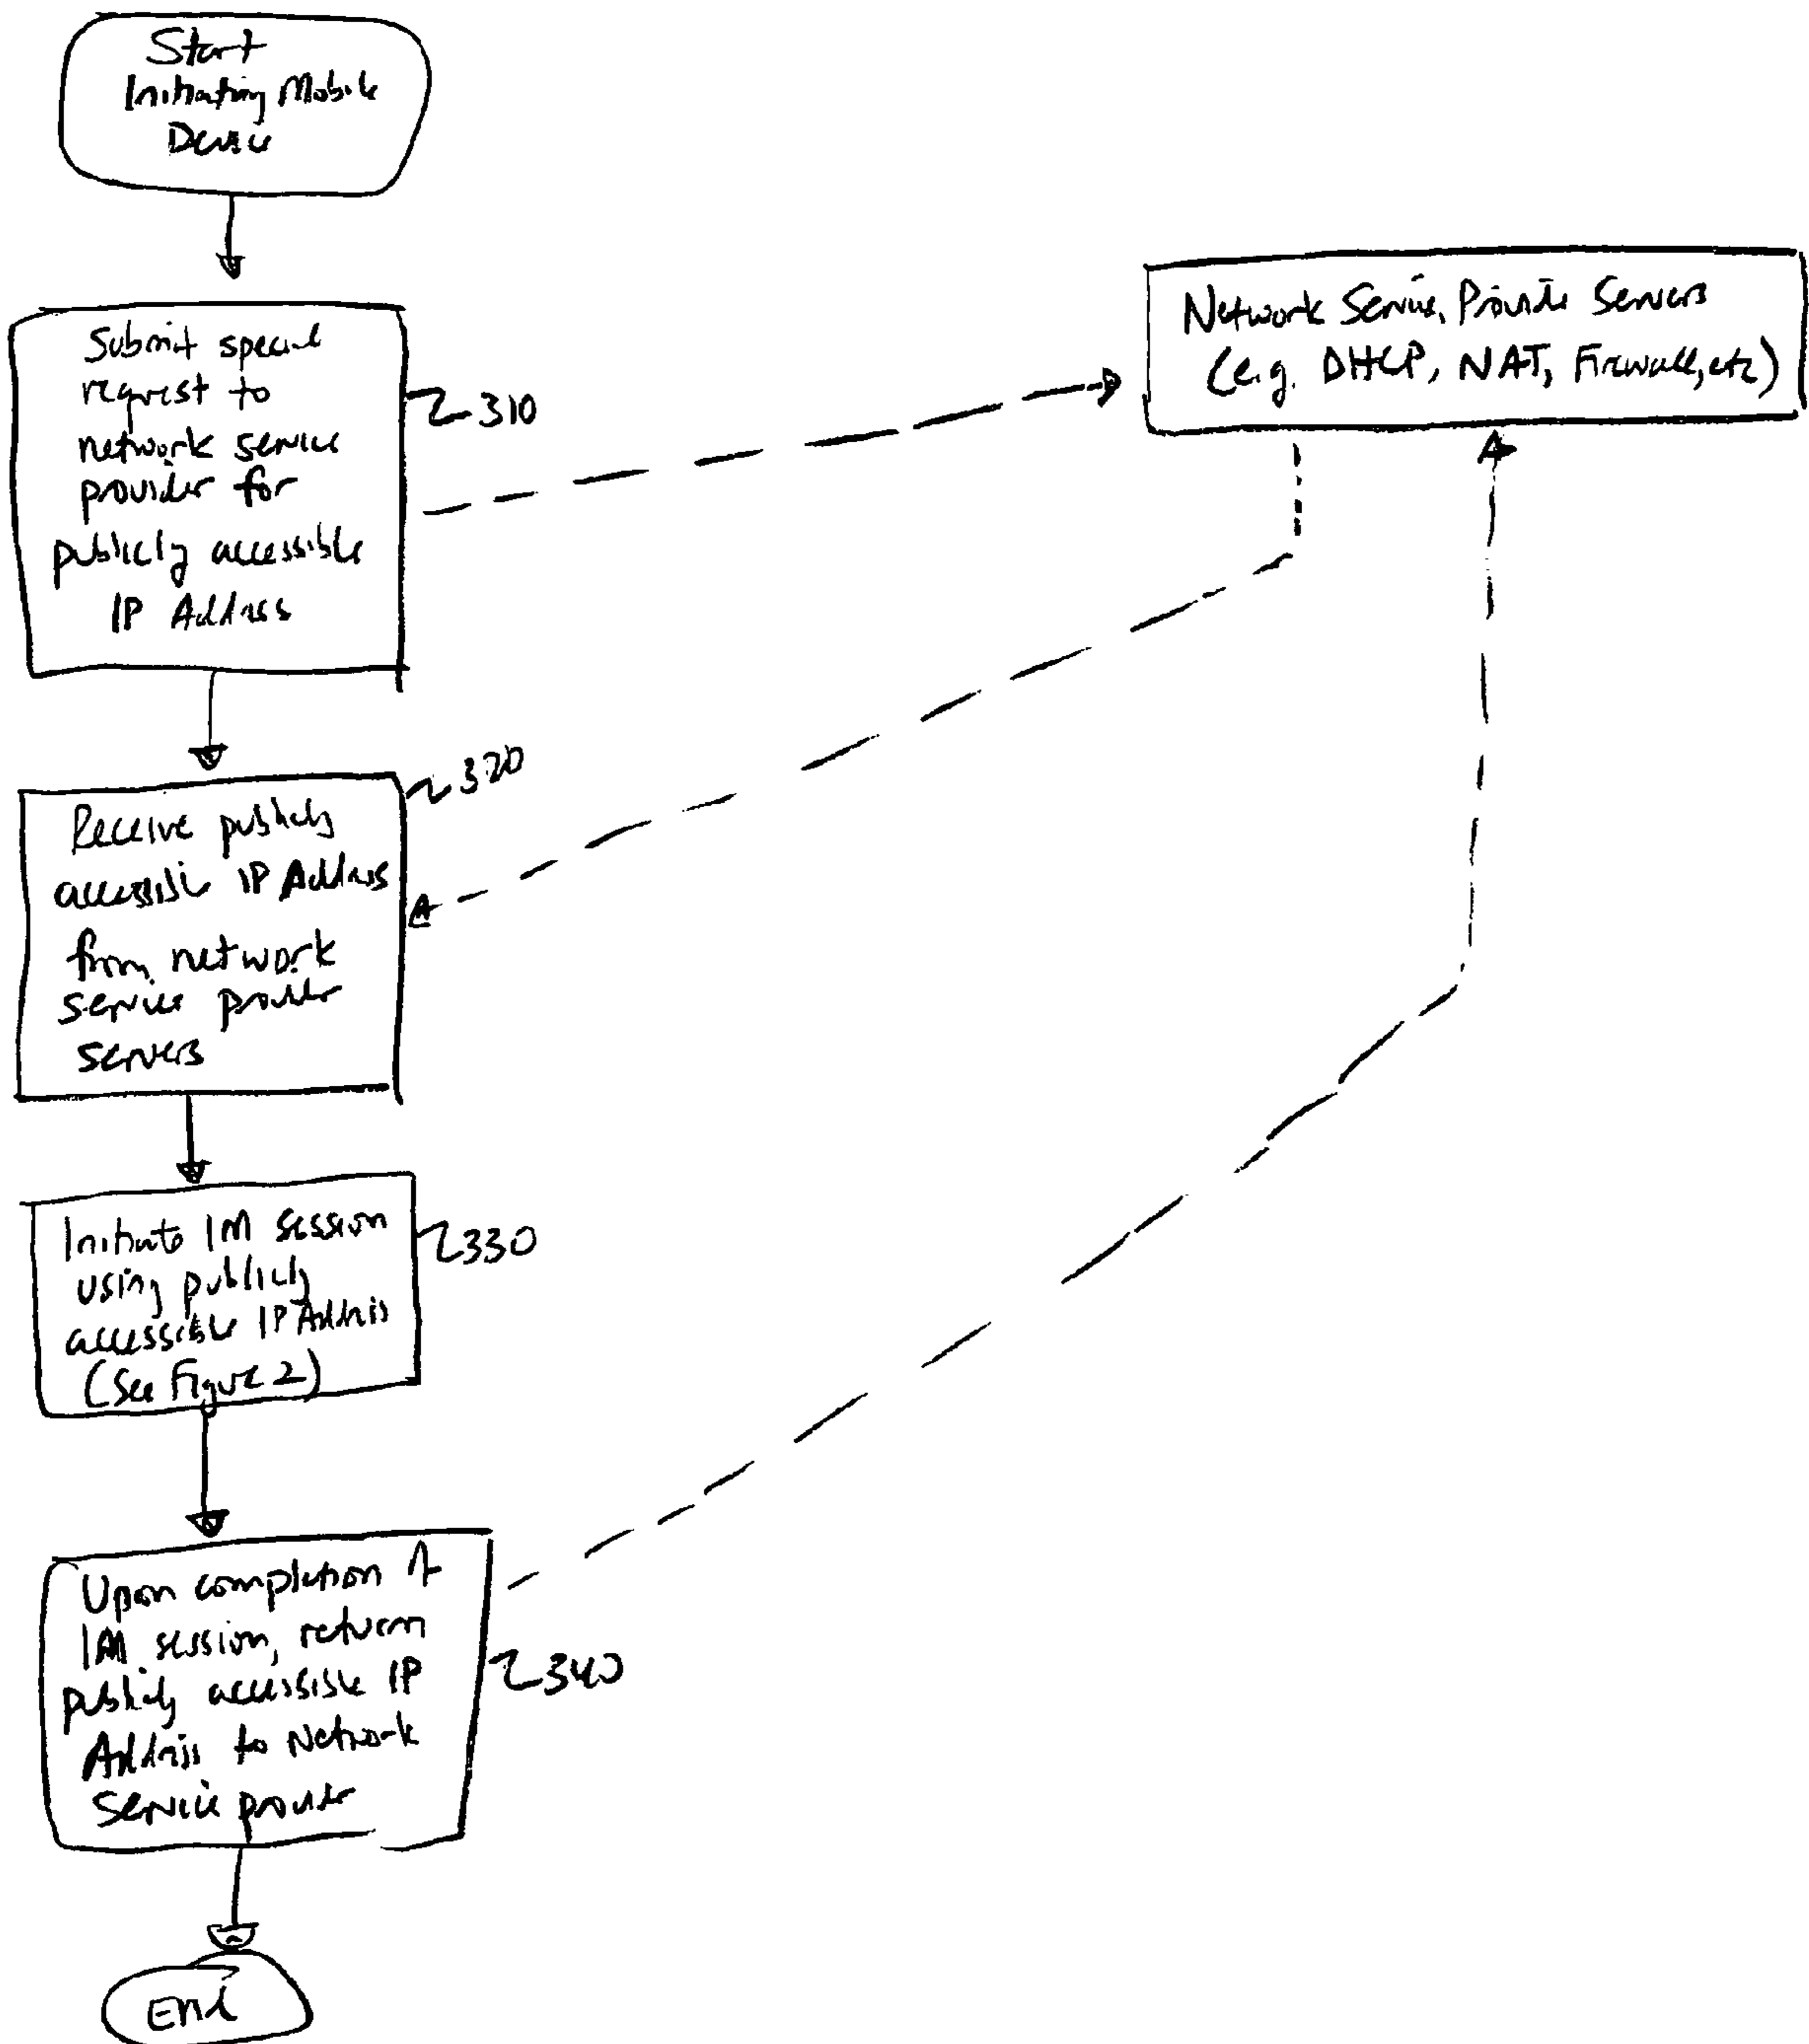 Start
Initiating Mobile
Device
Submit special
request to
network service
provider for
publicly accessible
IP Address
310
Network Service Provider Servers
(e.g. DHCP, NAT, Firewall, etc)
Receive publicly
accessible IP Address
from network
service provider
servers
320
Initiate IM session
using publicly
accessible IP Address
(See Figure 2)
330
Upon completion of
IM session, return
publicly accessible IP
Address to Network
Service provider
340
End